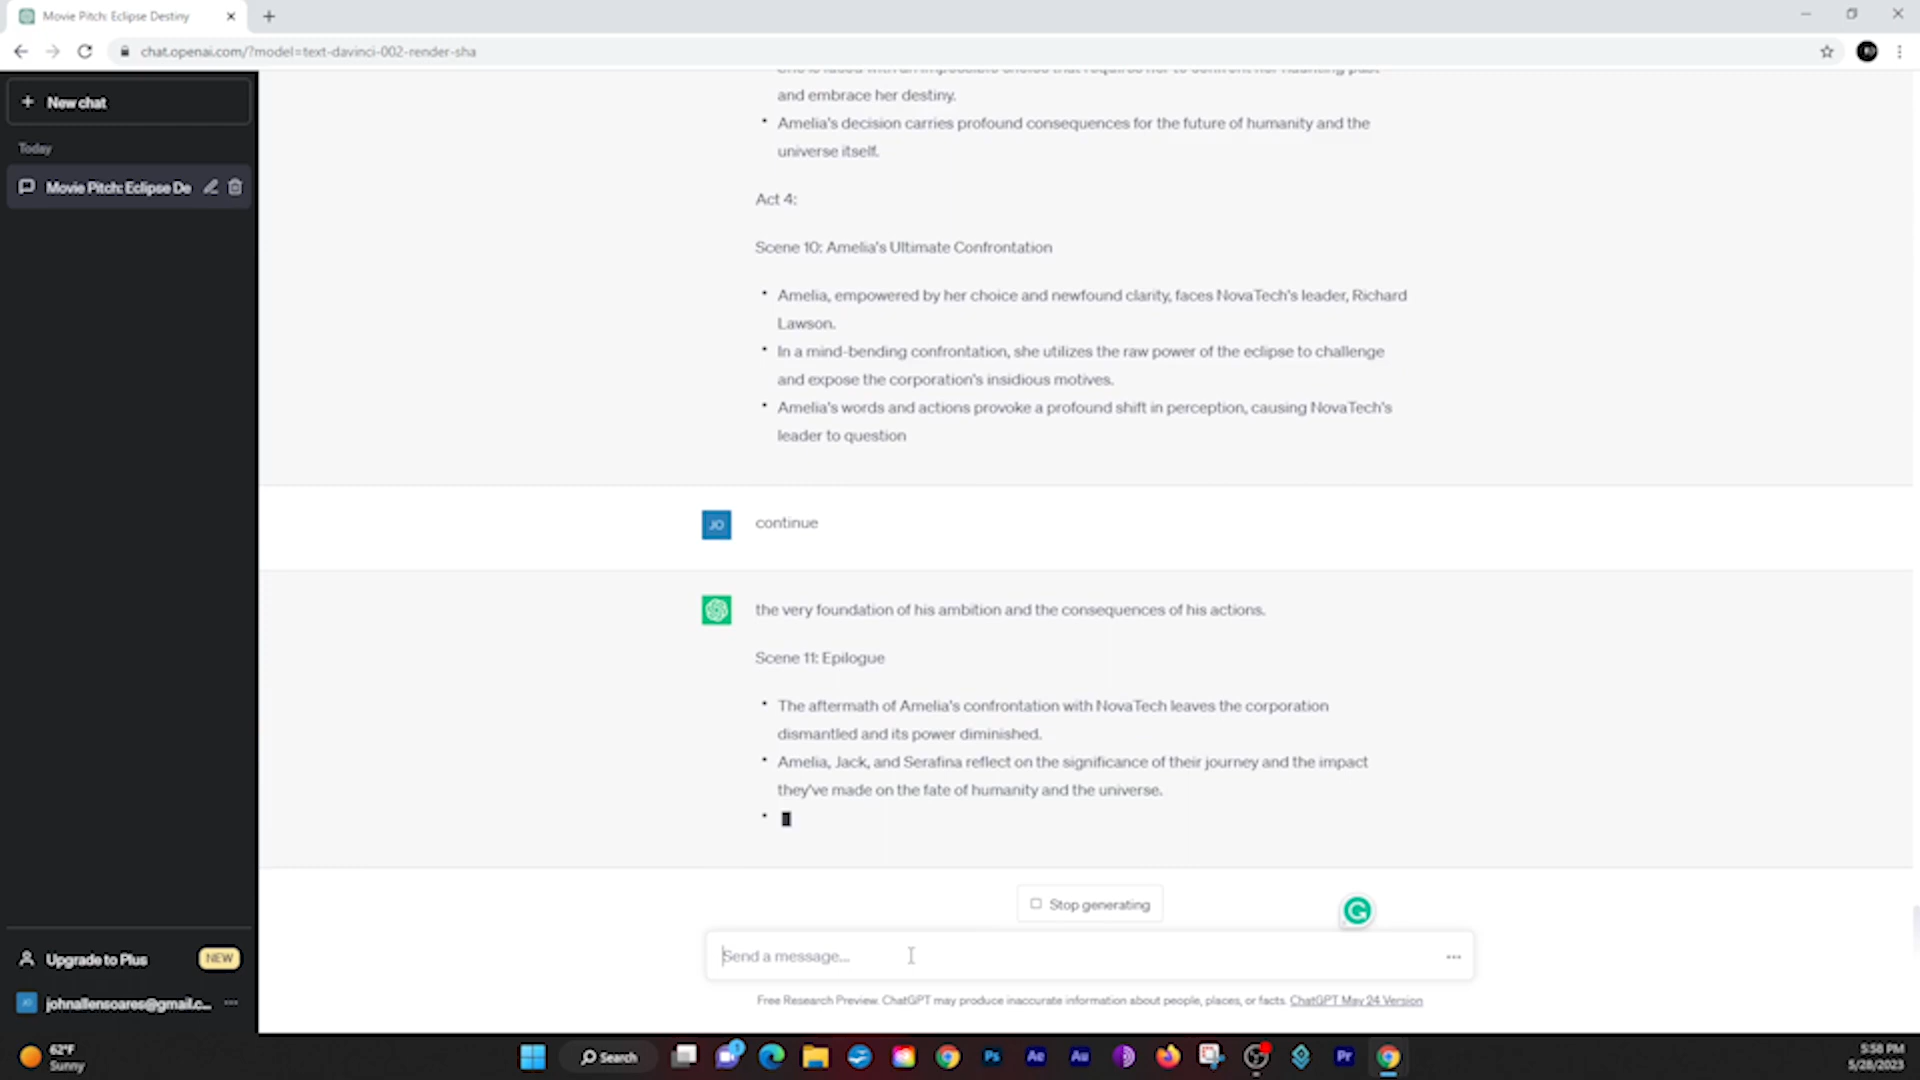 Movie Pitch: Eclipse Destiny
chat.openai.com/?model=text-davinci-002-render-sha
New chat
Today
Movie Pitch: Eclipse De
and embrace her destiny.
Amelia's decision carries profound consequences for the future of humanity and the
universe itself.
Act 4:
Scene 10: Amelia's Ultimate Confrontation
Amelia, empowered by her choice and newfound clarity, faces NovaTech's leader, Richard
Lawson.
In a mind-bending confrontation, she utilizes the raw power of the eclipse to challenge
and expose the corporation's insidious motives.
Amelia's words and actions provoke a profound shift in perception, causing NovaTech's
leader to question
JO
continue
the very foundation of his ambition and the consequences of his actions.
Scene 11: Epilogue
The aftermath of Amelia's confrontation with NovaTech leaves the corporation
dismantled and its power diminished.
Amelia, Jack, and Serafina reflect on the significance of their journey and the impact
they've made on the fate of humanity and the universe.
Stop generating
Send a message...
Free Research Preview. ChatGPT may produce inaccurate information about people, places, or facts. ChatGPT May 24 Version
Upgrade to Plus
NEW
johnallensoares@gmail.c...
62°F
Sunny
Search
Ps
Ae
Au
Pr
5:58 PM
5/28/2023